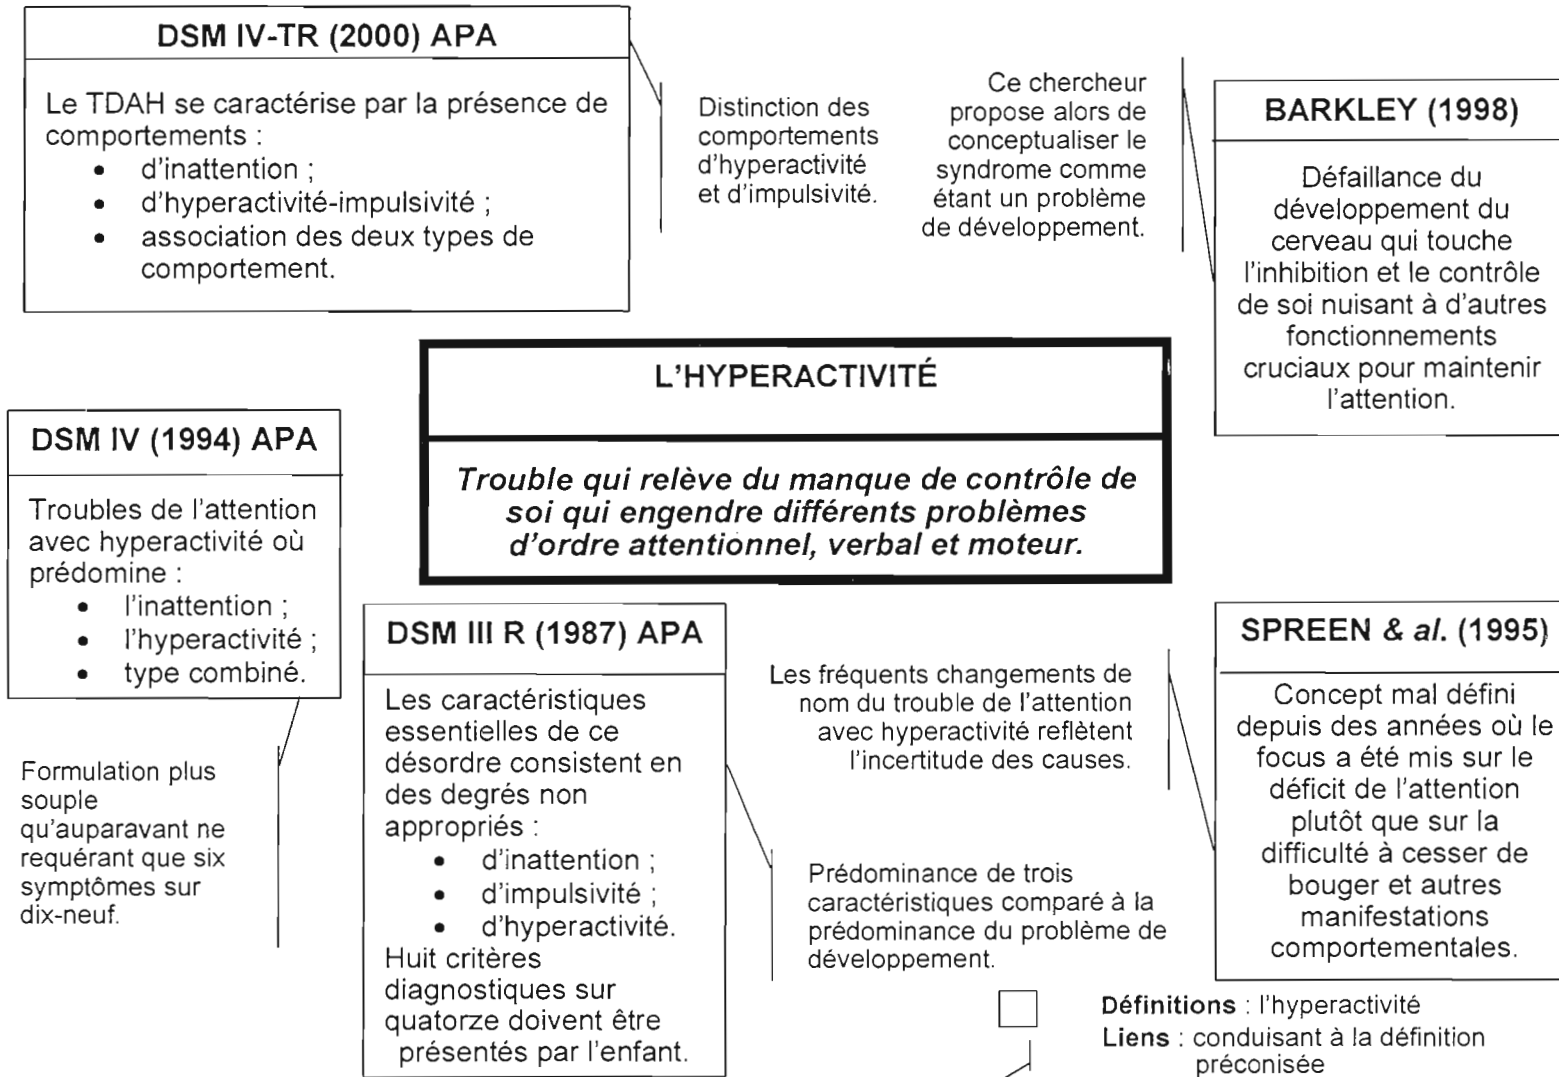 DSM IV-TR (2000) APA
Le TDAH se caractérise par la présence de
comportements :
• d'inattention ;
• d'hyperactivité-impulsivité ;
• association des deux types de
comportement.
Distinction des
comportements
d'hyperactivité
et d'impulsivité.
Ce chercheur
propose alors de
conceptualiser le
syndrome comme
étant un problème
de développement.
BARKLEY (1998)
Défaillance du
développement du
cerveau qui touche
l'inhibition et le contrôle
de soi nuisant à d'autres
fonctionnements
cruciaux pour maintenir
l'attention.
L'HYPERACTIVITÉ
Trouble qui relève du manque de contrôle de
soi qui engendre différents problèmes
d'ordre attentionnel, verbal et moteur.
DSM IV (1994) APA
Troubles de l'attention
avec hyperactivité où
prédomine :
• l'inattention ;
• l'hyperactivité ;
• type combiné.
Formulation plus
souple
qu'auparavant ne
requérant que six
symptômes sur
dix-neuf.
DSM III R (1987) APA
Les caractéristiques
essentielles de ce
désordre consistent en
des degrés non
appropriés :
• d'inattention ;
• d'impulsivité ;
• d'hyperactivité.
Huit critères
diagnostiques sur
quatorze doivent être
présentés par l'enfant.
Les fréquents changements de
nom du trouble de l'attention
avec hyperactivité reflètent
l'incertitude des causes.
Prédominance de trois
caractéristiques comparé à la
prédominance du problème de
développement.
SPREEN & al. (1995)
Concept mal défini
depuis des années où le
focus a été mis sur le
déficit de l'attention
plutôt que sur la
difficulté à cesser de
bouger et autres
manifestations
comportementales.
Définitions : l'hyperactivité
Liens : conduisant à la définition
préconisée